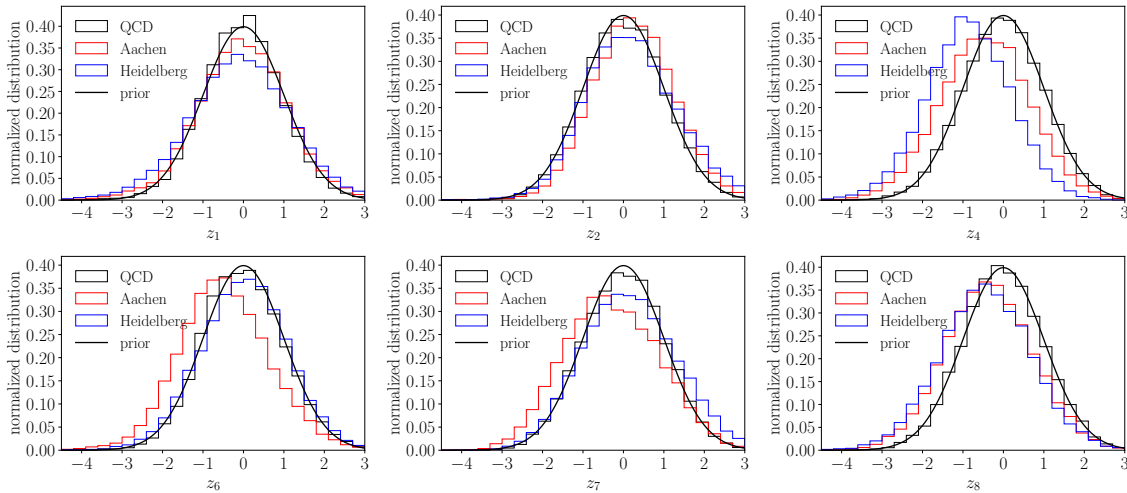 normalized distribution
0.40
0.35
0.30
0.25
0.20
0.15
0.10
0.05
0.00
QCD
Aachen
Heidelberg
prior
−4 −3 −2 −1 0 1 2 3
z1
normalized distribution
0.40
0.35
0.30
0.25
0.20
0.15
0.10
0.05
0.00
QCD
Aachen
Heidelberg
prior
−4 −3 −2 −1 0 1 2 3
z2
normalized distribution
0.40
0.35
0.30
0.25
0.20
0.15
0.10
0.05
0.00
QCD
Aachen
Heidelberg
prior
−4 −3 −2 −1 0 1 2 3
z4
normalized distribution
0.40
0.35
0.30
0.25
0.20
0.15
0.10
0.05
0.00
QCD
Aachen
Heidelberg
prior
−4 −3 −2 −1 0 1 2 3
z6
normalized distribution
0.40
0.35
0.30
0.25
0.20
0.15
0.10
0.05
0.00
QCD
Aachen
Heidelberg
prior
−4 −3 −2 −1 0 1 2 3
z7
normalized distribution
0.40
0.35
0.30
0.25
0.20
0.15
0.10
0.05
0.00
QCD
Aachen
Heidelberg
prior
−4 −3 −2 −1 0 1 2 3
z8